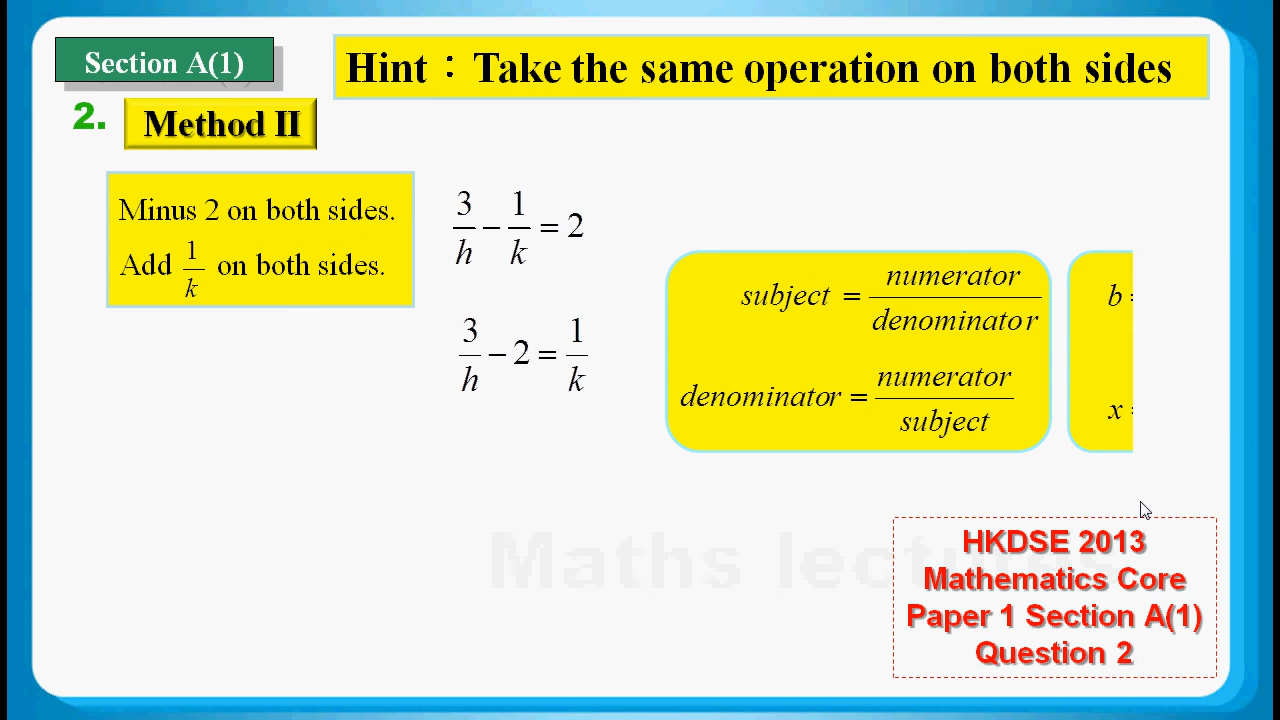 Section A(1)
Hint：Take the same operation on both sides
2.
Method II
Minus 2 on both sides.
Add 1/k on both sides.
3/h − 1/k = 2
3/h − 2 = 1/k
subject = numerator/denominator
denominator = numerator/subject
b =
x =
Maths lectures
HKDSE 2013
Mathematics Core
Paper 1 Section A(1)
Question 2